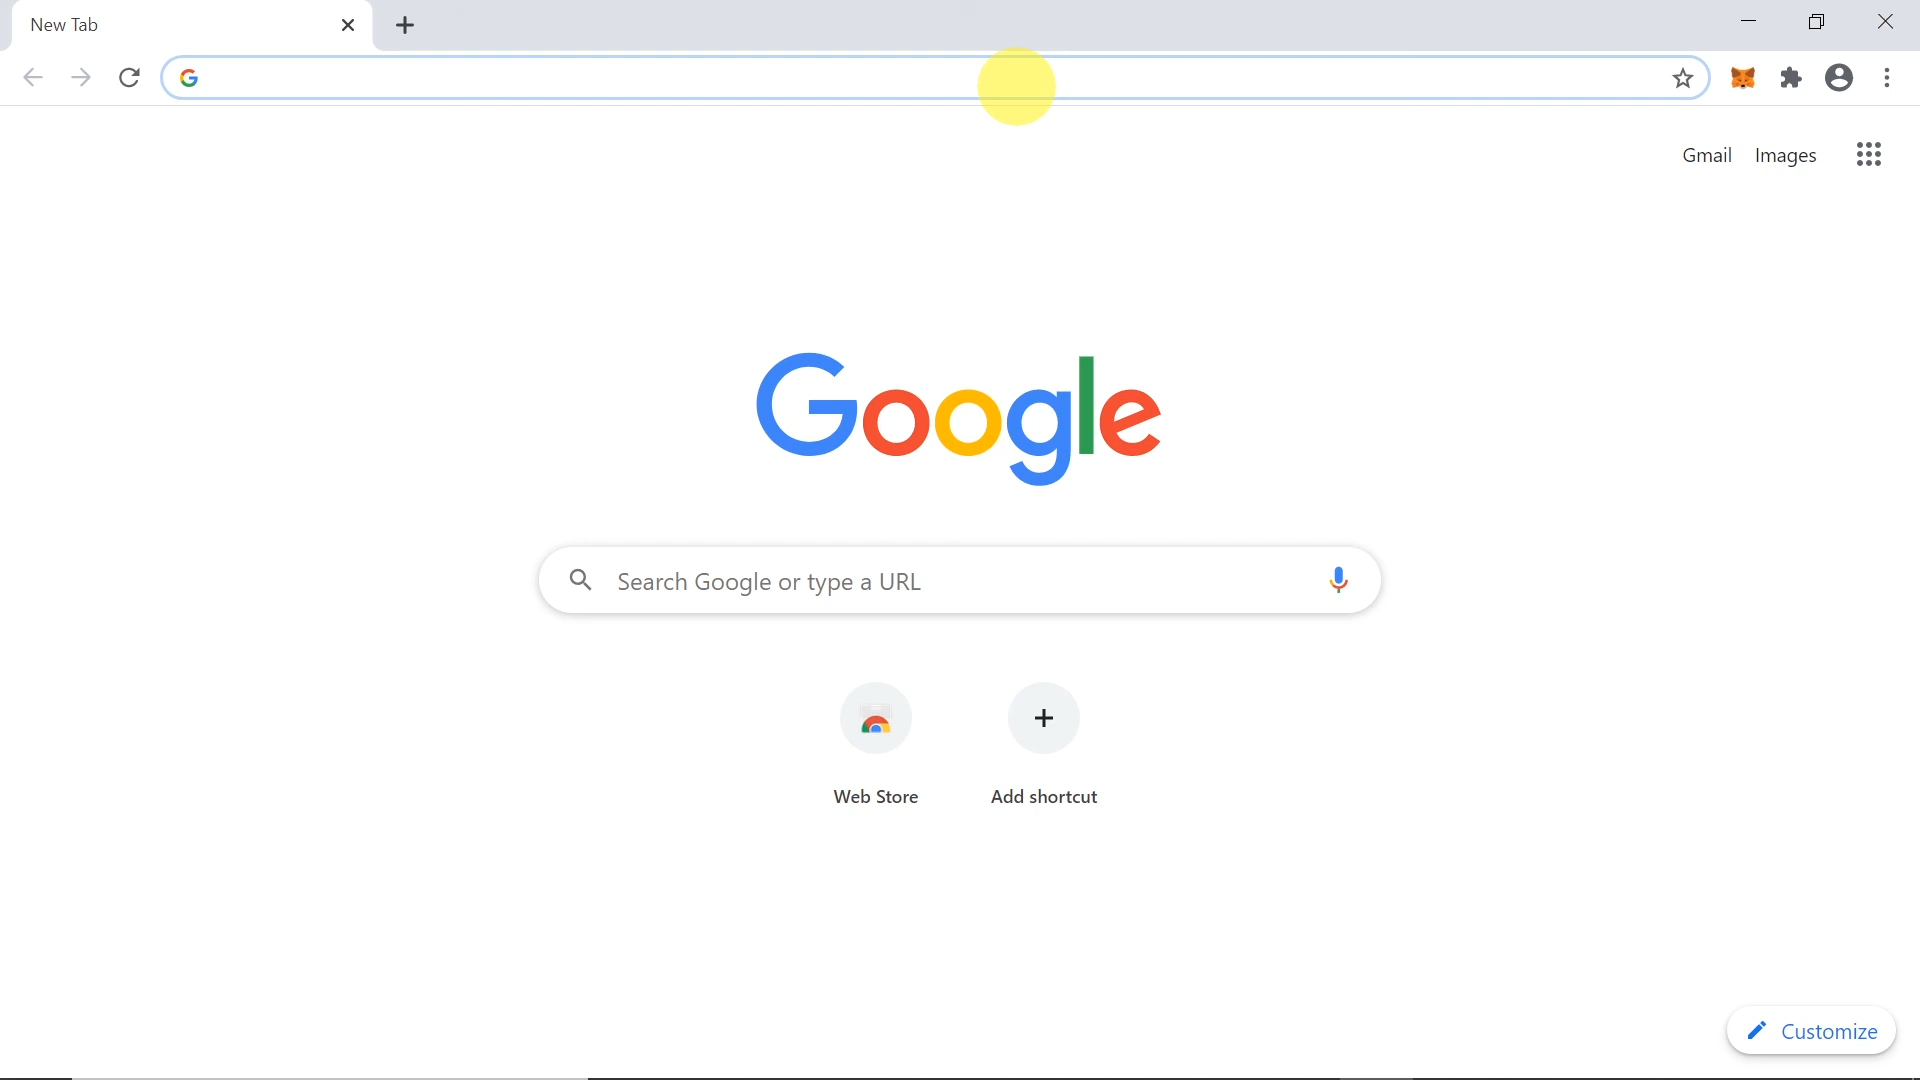 New Tab
Gmail Images
Google
Search Google or type a URL
Web Store
Add shortcut
Customize